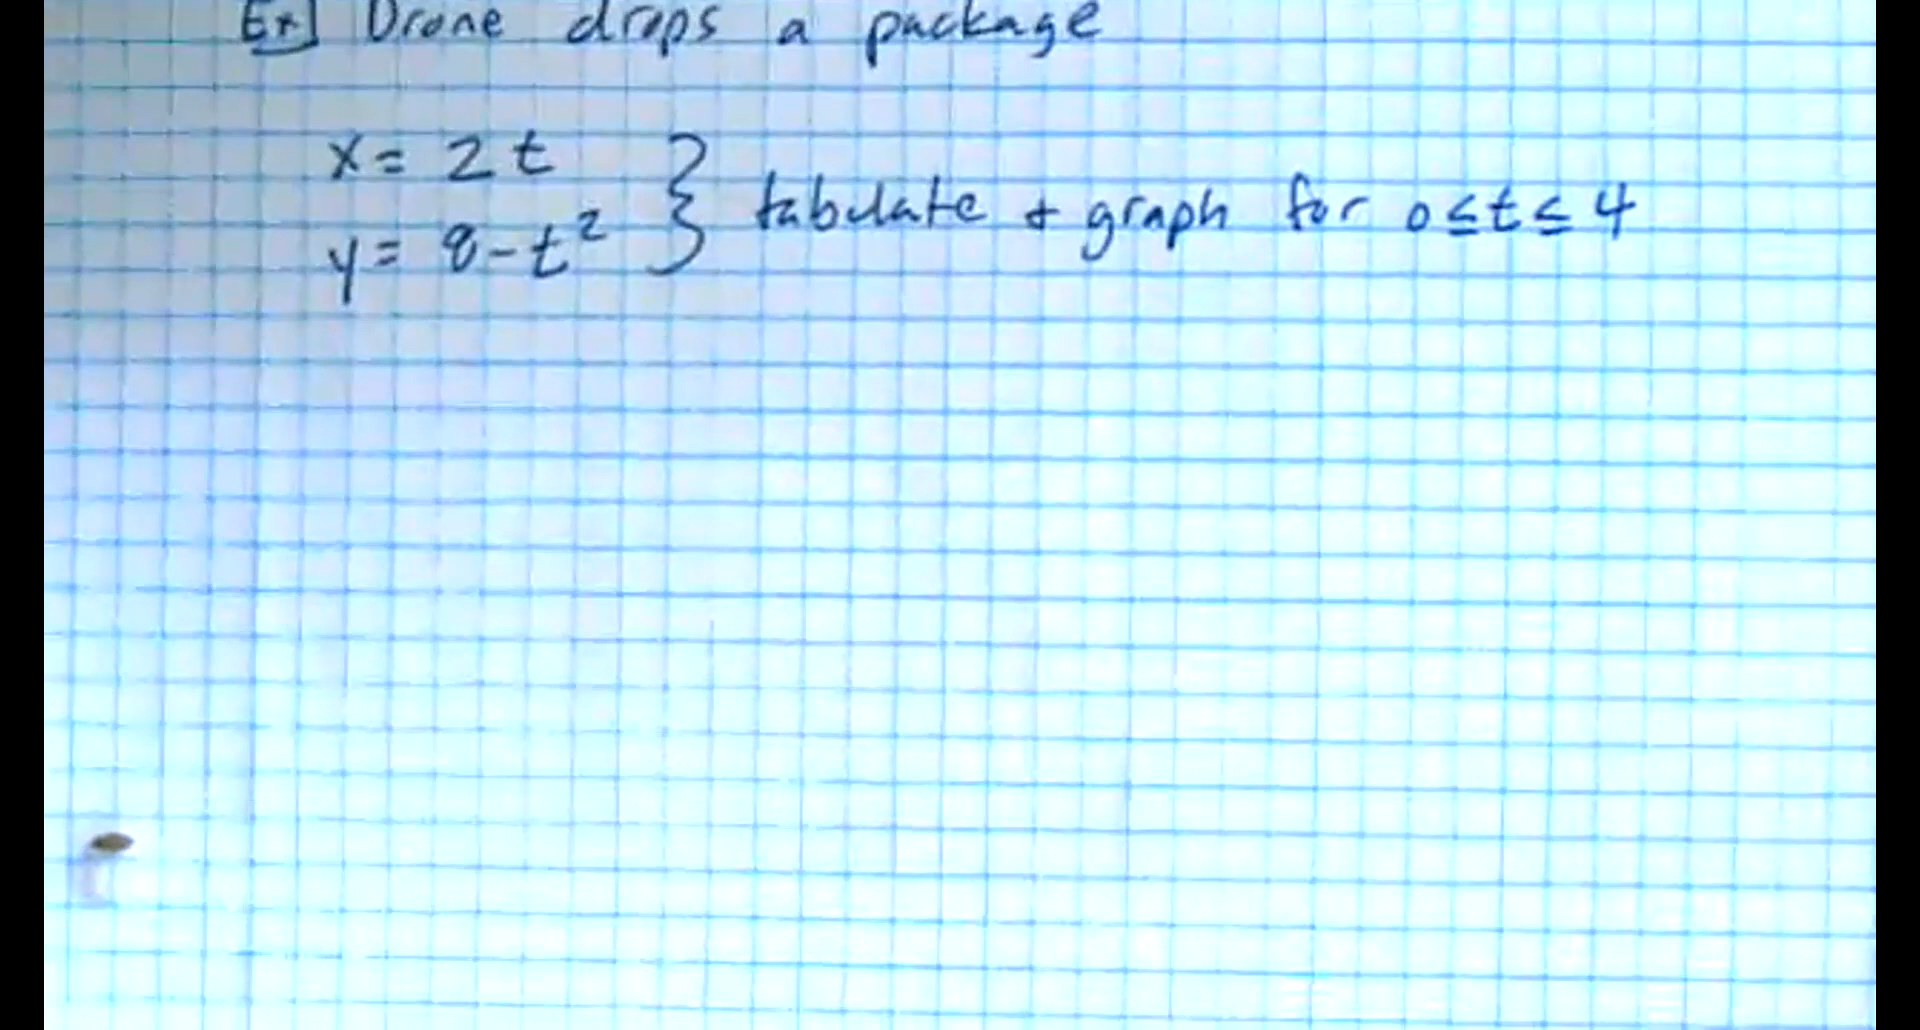 Ex] Drone drops a package
x = 2t
y = 8 - t² } tabulate + graph for 0 ≤ t ≤ 4